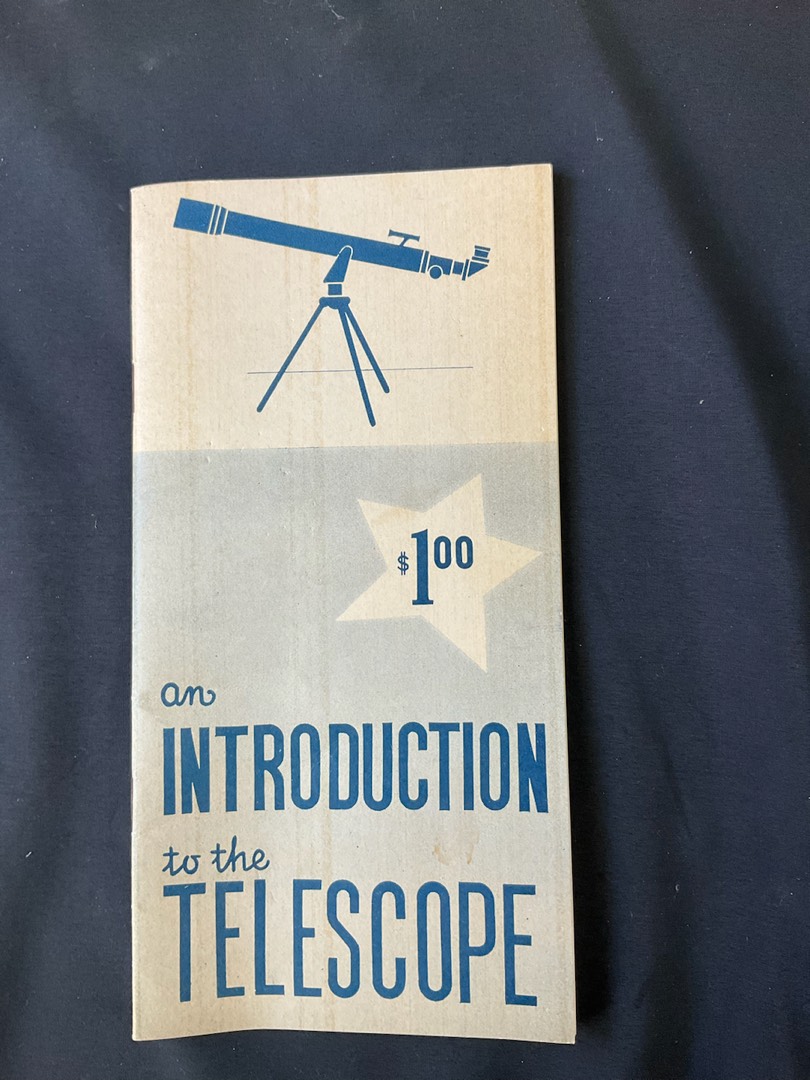 $1.00
an
INTRODUCTION
to the
TELESCOPE